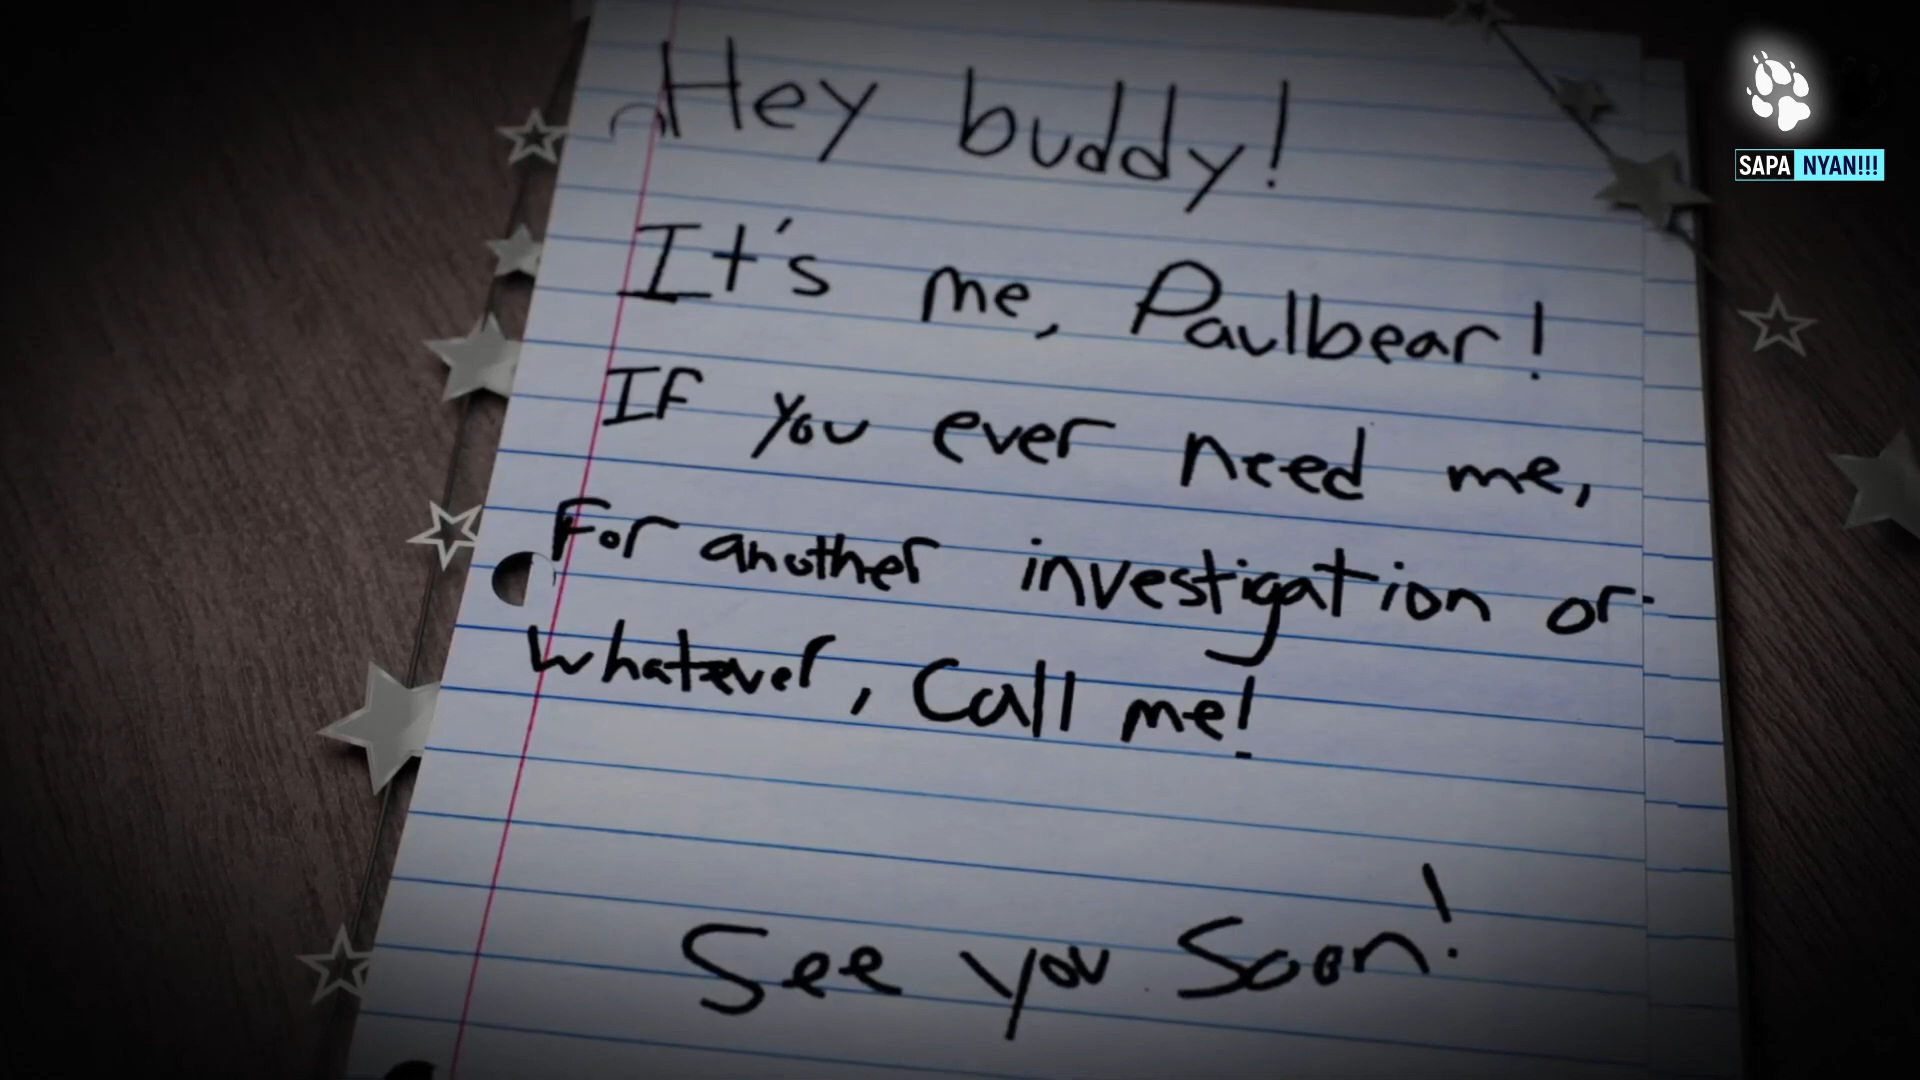 Hey buddy!
It's me, Paulbear!
If you ever need me,
For another investigation or
whatever, Call me!
See you Soon!
SAPA NYAN!!!